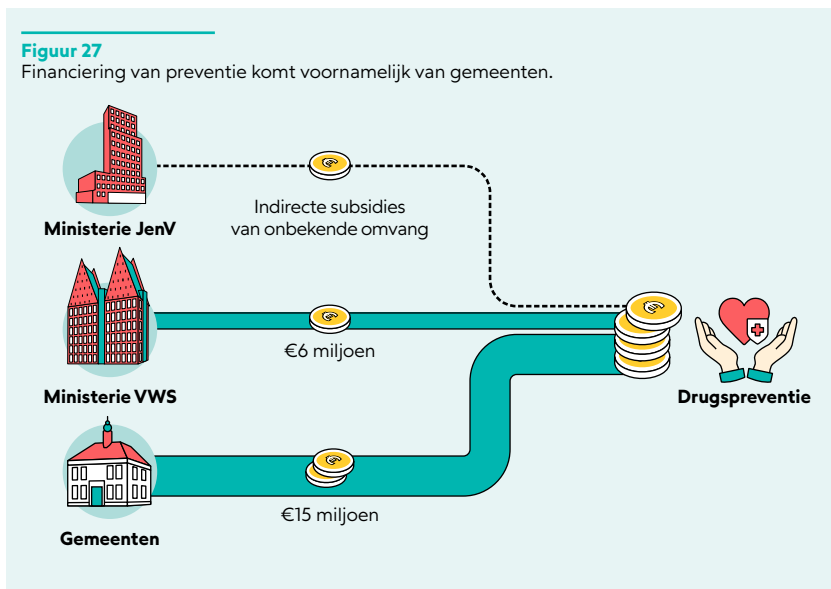 Figuur 27
Financiering van preventie komt voornamelijk van gemeenten.
Ministerie JenV
Indirecte subsidies
van onbekende omvang
Ministerie VWS
€6 miljoen
Drugspreventie
Gemeenten
€15 miljoen